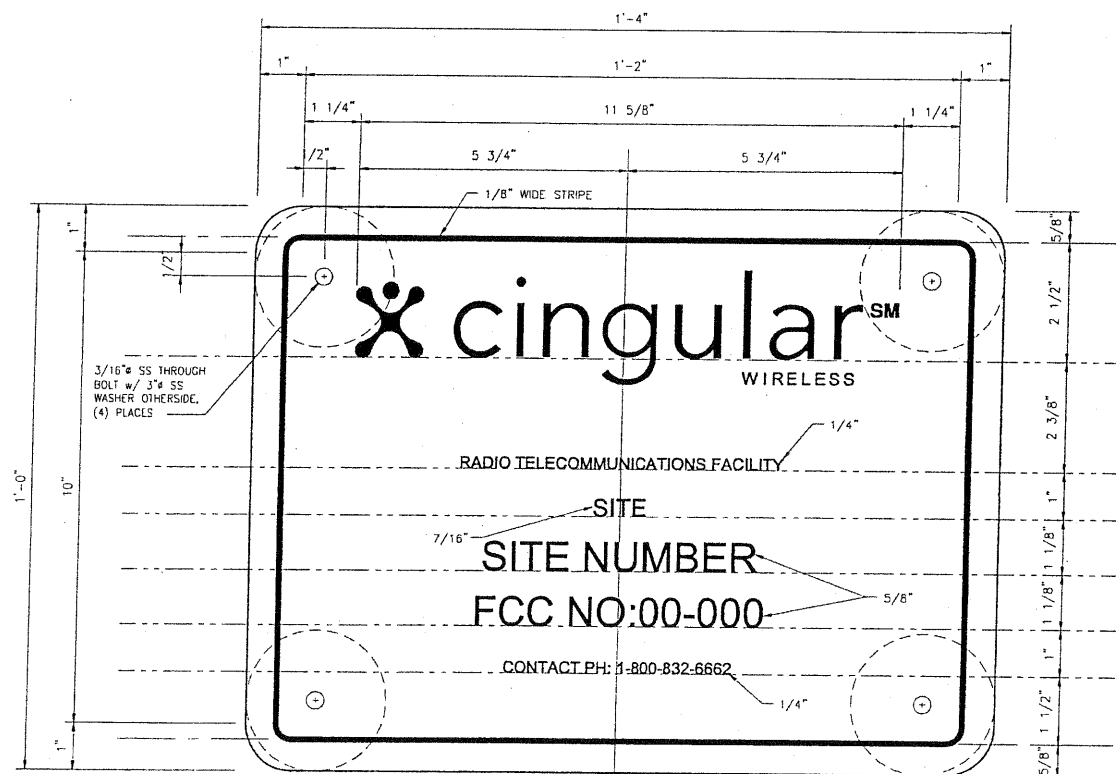 1'-4"
1" 1'-2" 1"
1 1/4" 11 5/8" 1 1/4"
1/2" 5 3/4" 5 3/4"
1/8" WIDE STRIPE
1" 5/8"
1/2"
cingular SM
WIRELESS
2 1/2"
3/16"ø SS THROUGH
BOLT w/ 3"ø SS
WASHER OTHERSIDE,
(4) PLACES
1/4"
2 3/8"
RADIO TELECOMMUNICATIONS FACILITY
1'-0" 10"
SITE
1"
7/16"
SITE NUMBER
1 1/8"
5/8"
FCC NO:00-000
1 1/8"
CONTACT PH: 1-800-832-6662
1"
1/4"
1 1/2"
1" 5/8"